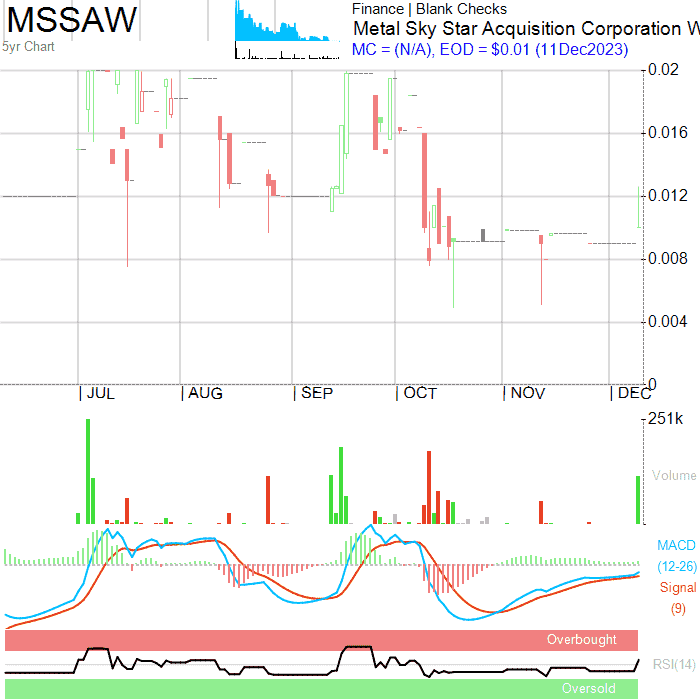 MSSAW
5yr Chart
Finance | Blank Checks
Metal Sky Star Acquisition Corporation W
MC = (N/A), EOD = $0.01 (11Dec2023)
0.02
0.016
0.012
0.008
0.004
0
| JUL | AUG | SEP | OCT | NOV | DEC
251k
Volume
MACD
(12-26)
Signal
(9)
Overbought
RSI(14)
Oversold